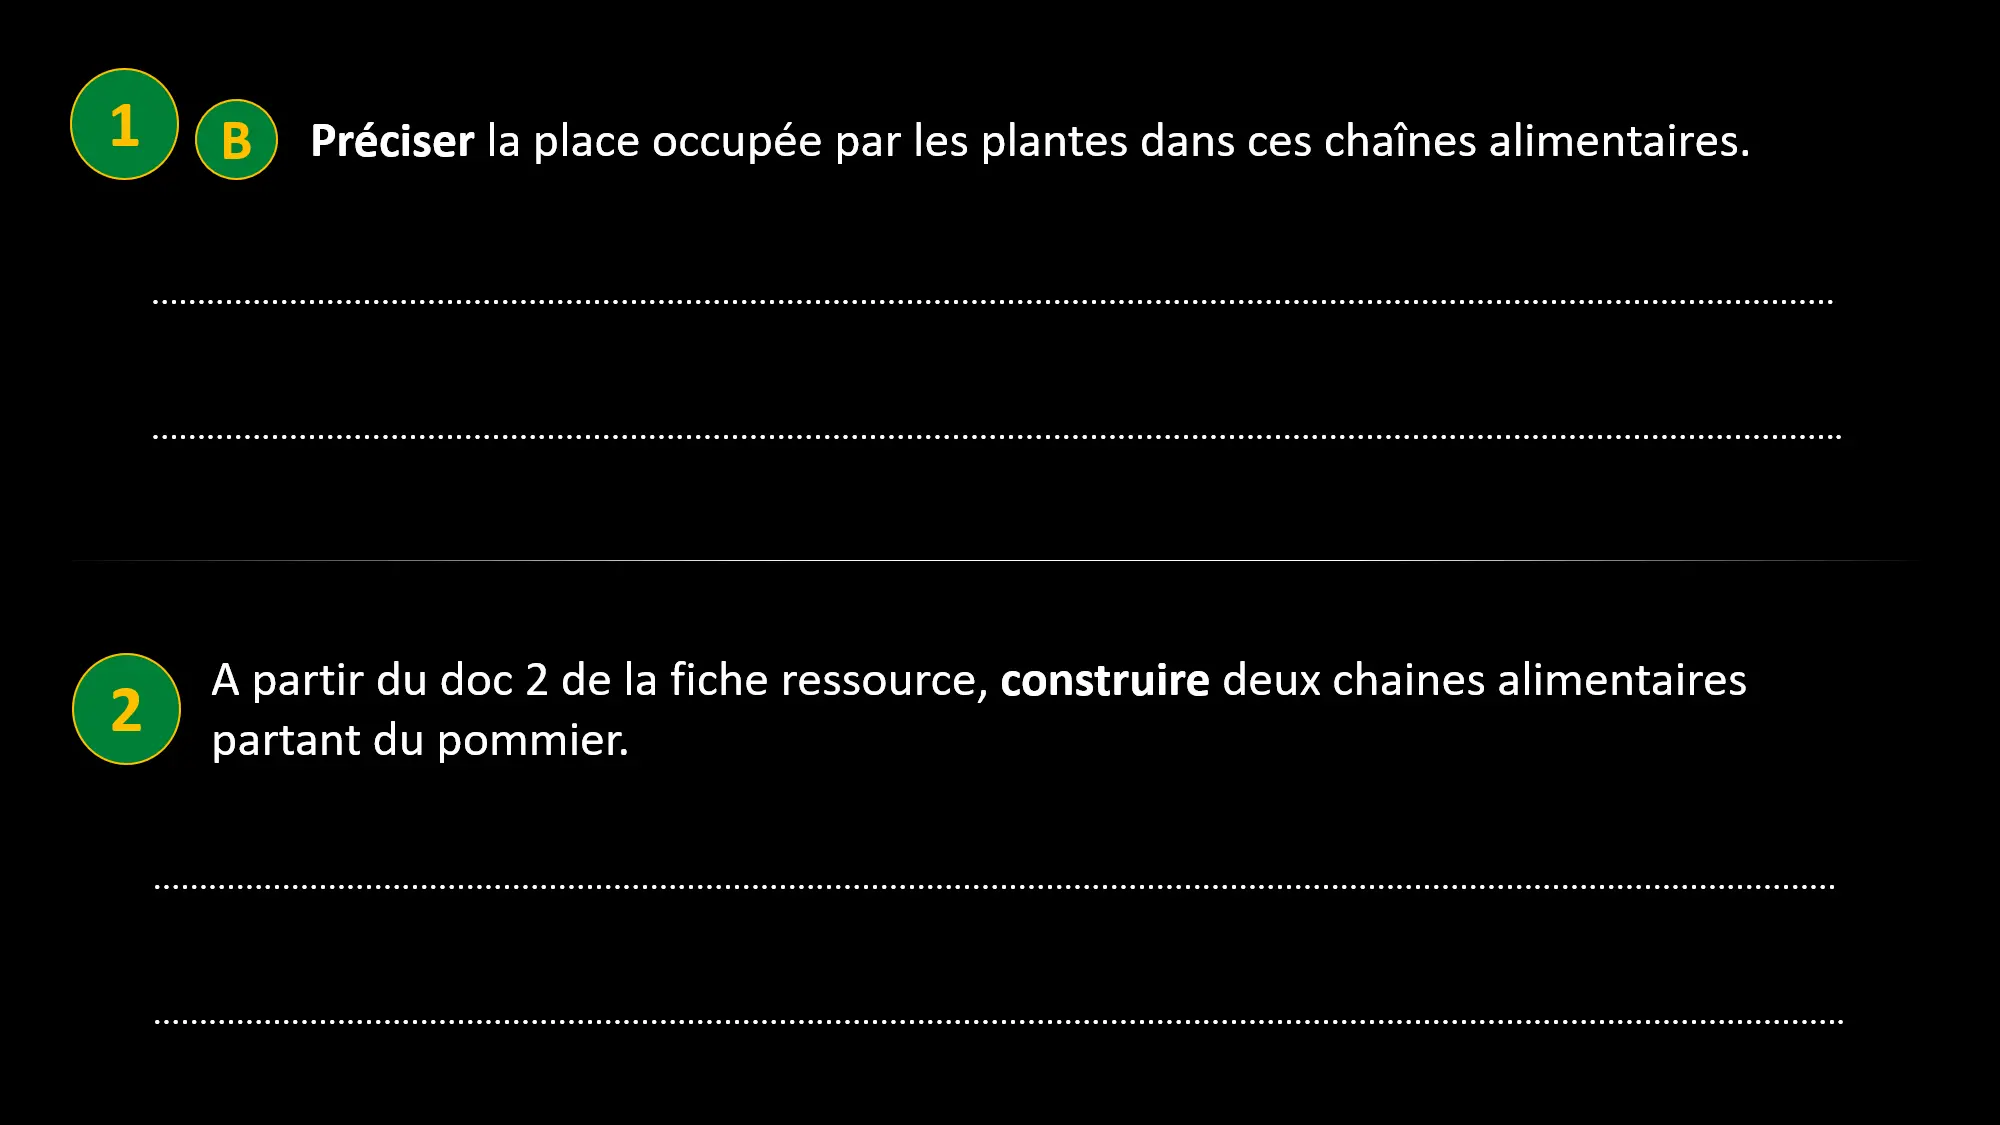 1 B Préciser la place occupée par les plantes dans ces chaînes alimentaires.
................................................................................
................................................................................
2 A partir du doc 2 de la fiche ressource, construire deux chaines alimentaires
partant du pommier.
................................................................................
................................................................................